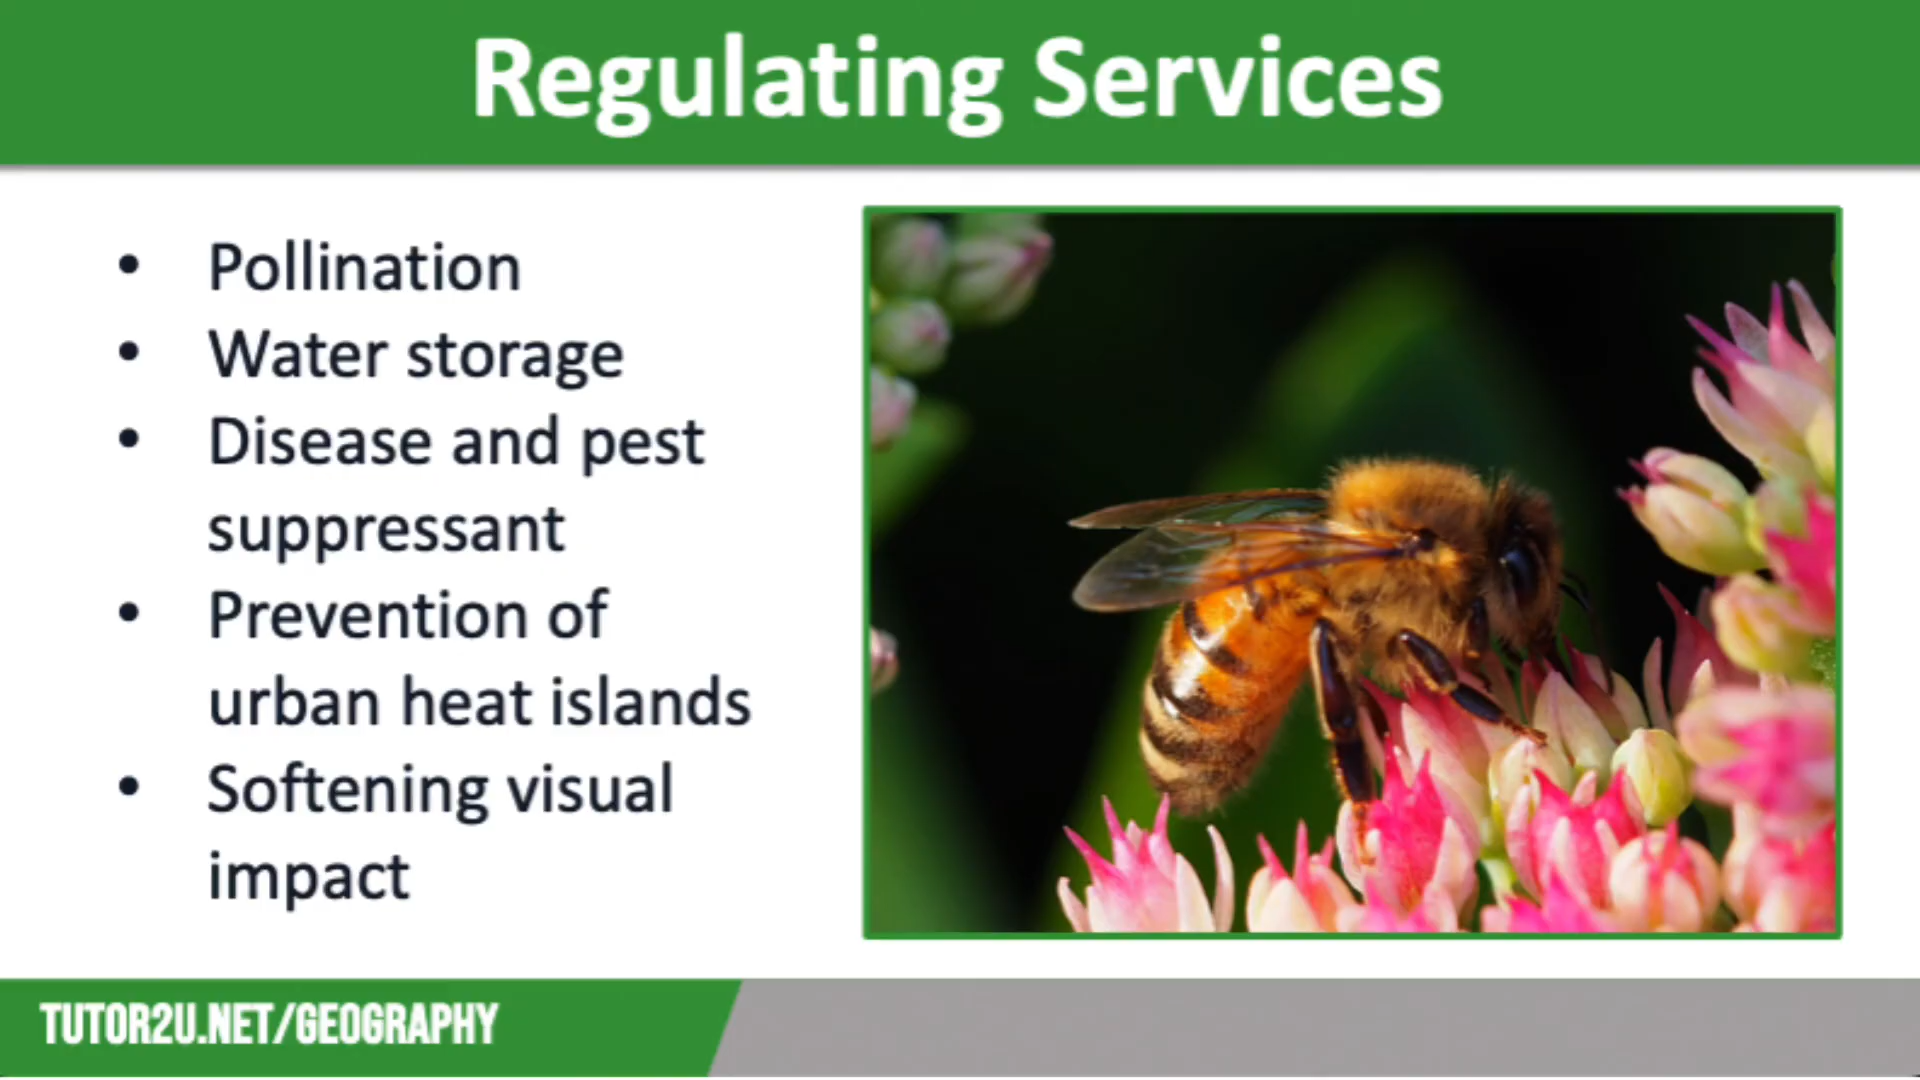 Regulating Services
• Pollination
• Water storage
• Disease and pest
suppressant
• Prevention of
urban heat islands
• Softening visual
impact
TUTOR2U.NET/GEOGRAPHY